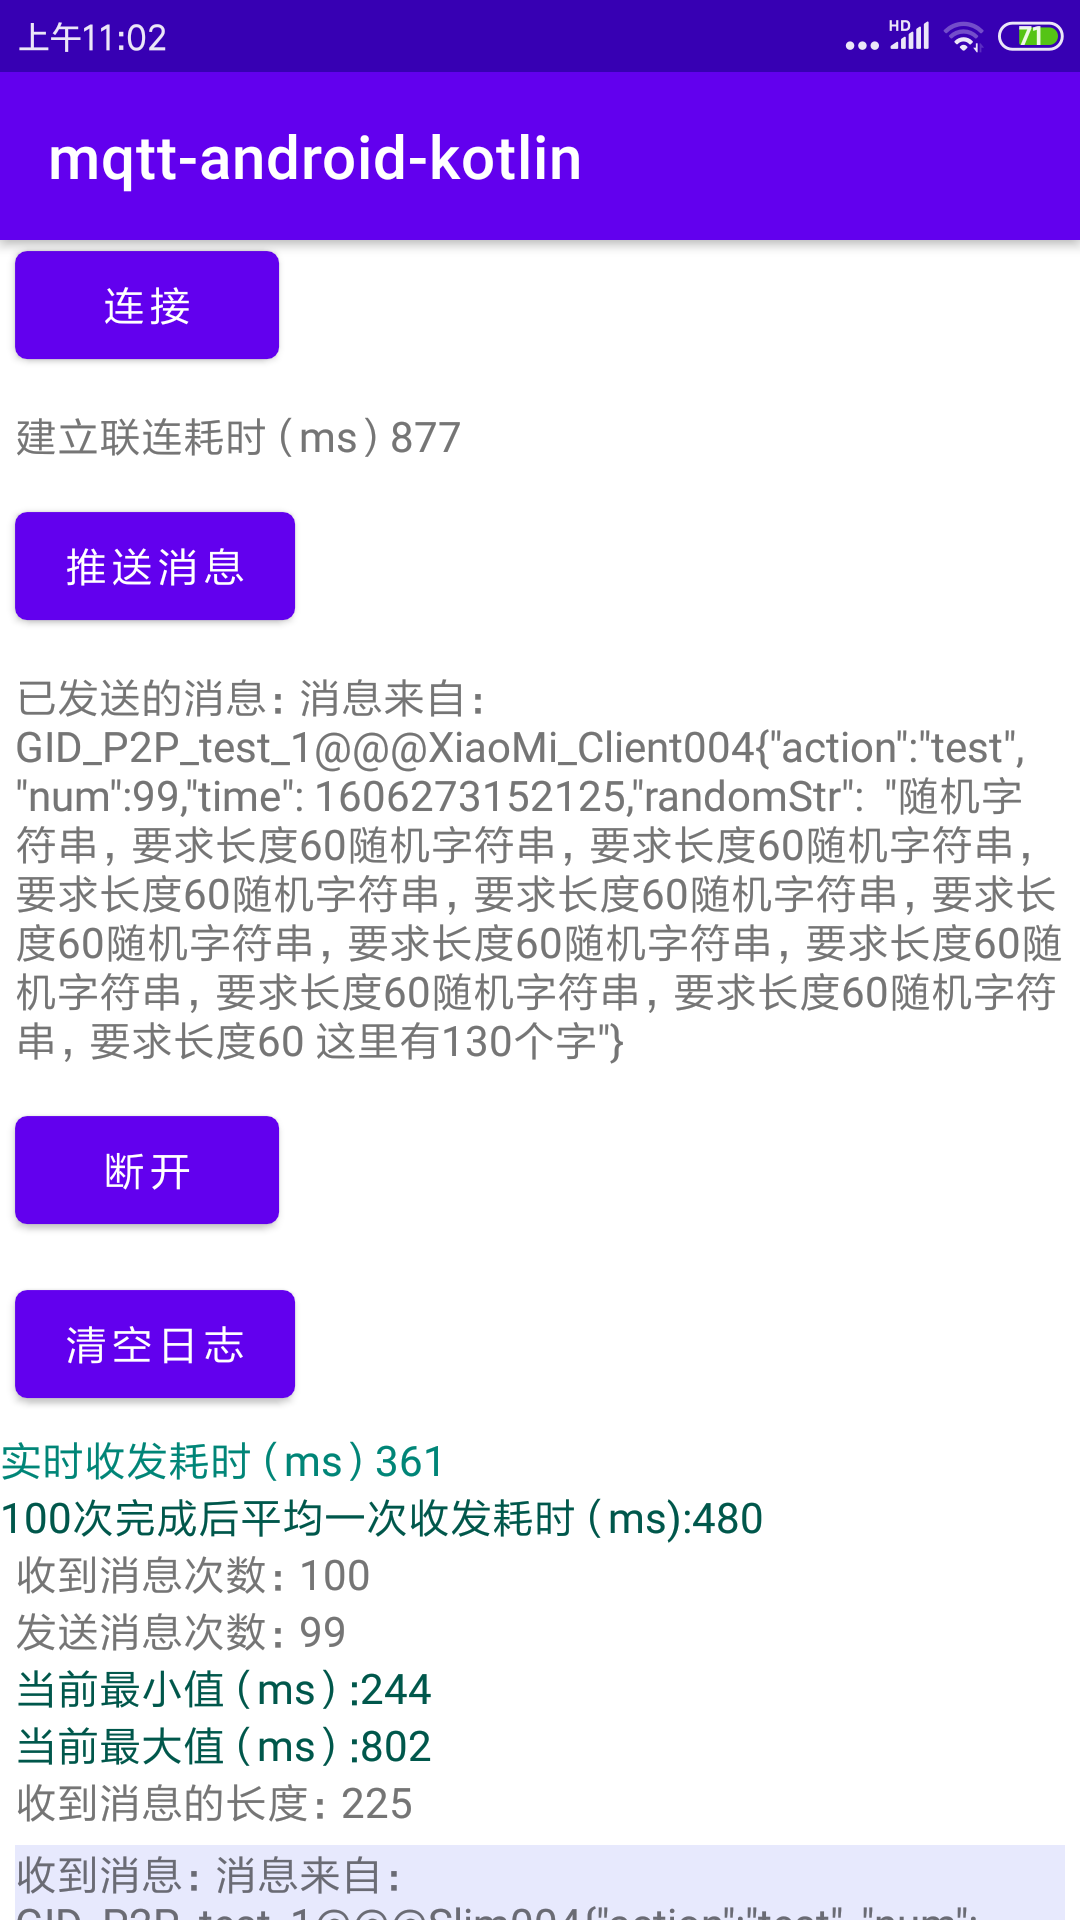 上午11:02
HD
71
mqtt-android-kotlin
连接
建立联连耗时（ms）877
推送消息
已发送的消息：消息来自：
GID_P2P_test_1@@@XiaoMi_Client004{"action":"test",
"num":99,"time": 1606273152125,"randomStr":  "随机字
符串，要求长度60随机字符串，要求长度60随机字符串，
要求长度60随机字符串，要求长度60随机字符串，要求长
度60随机字符串，要求长度60随机字符串，要求长度60随
机字符串，要求长度60随机字符串，要求长度60随机字符
串，要求长度60 这里有130个字"}
断开
清空日志
实时收发耗时（ms）361
100次完成后平均一次收发耗时（ms):480
收到消息次数：100
发送消息次数：99
当前最小值（ms）:244
当前最大值（ms）:802
收到消息的长度：225
收到消息：消息来自：
GID_P2P_test_1@@@Slim004{"action":"test","num":